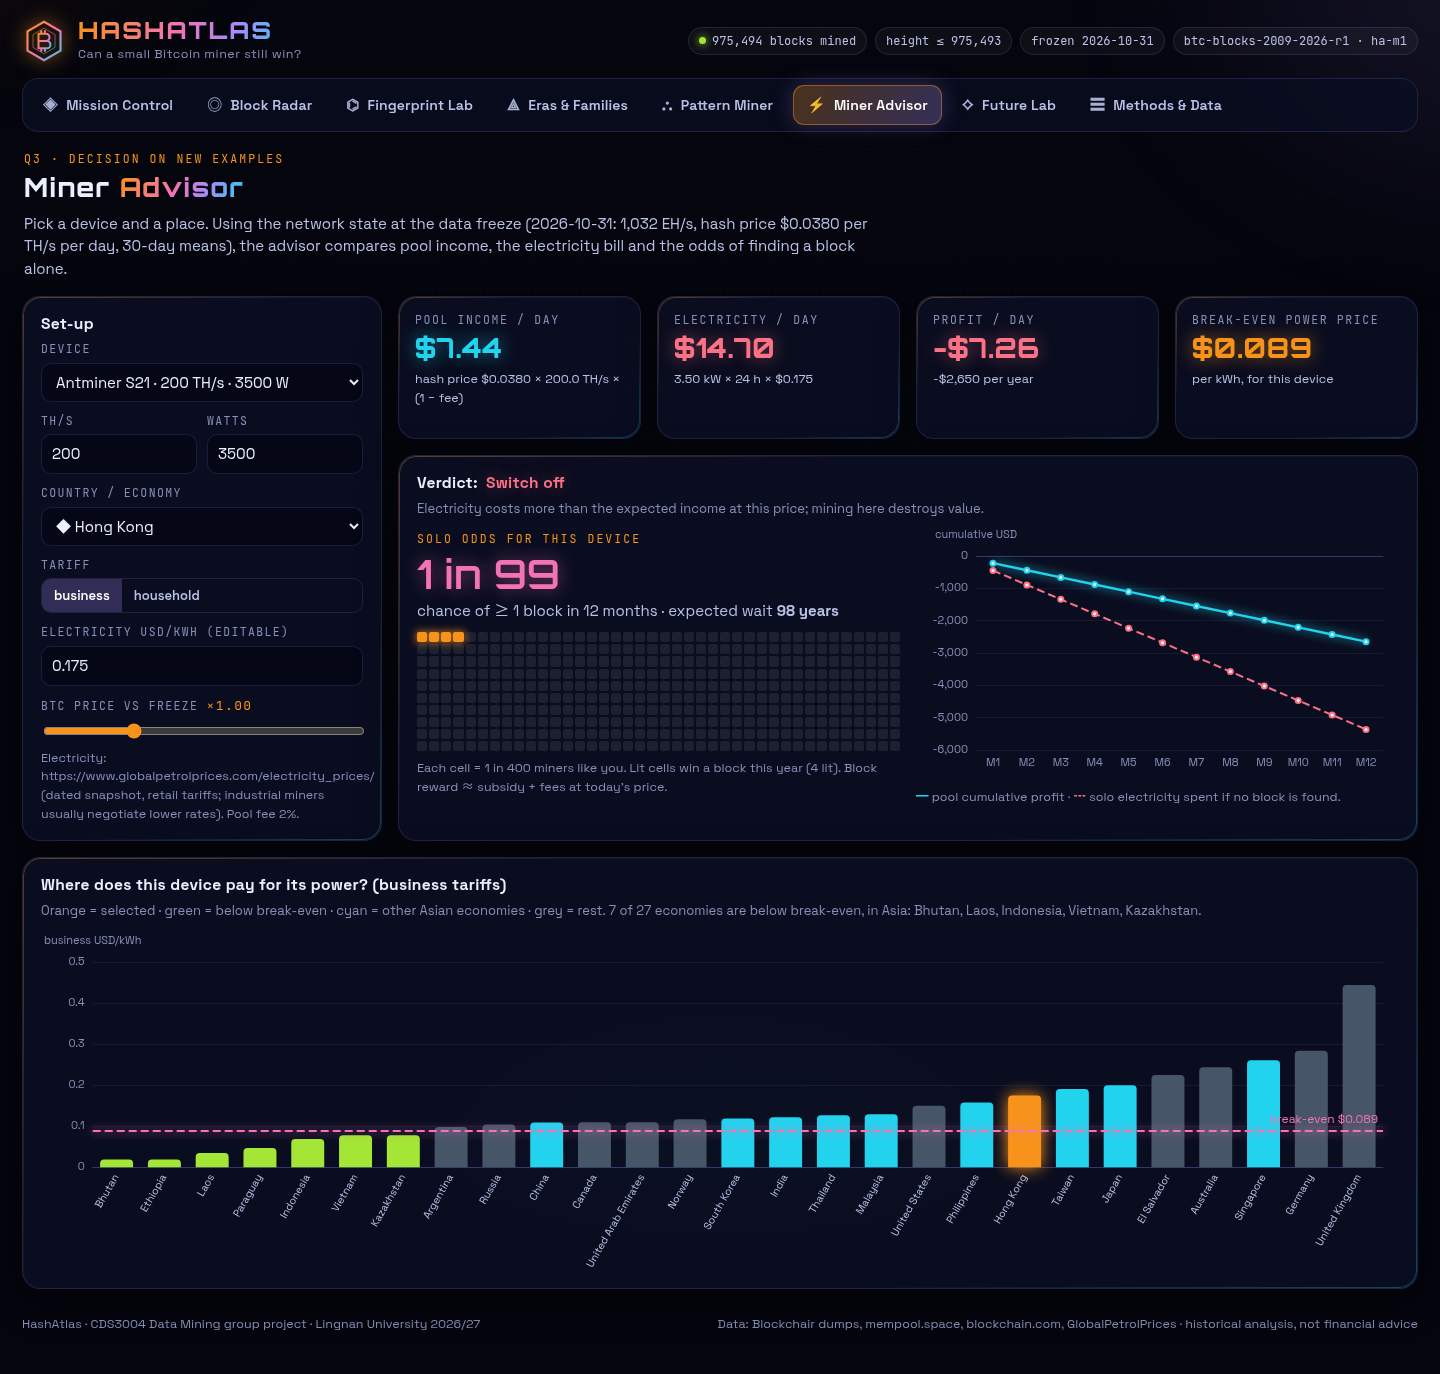 HASHATLAS
Can a small Bitcoin miner still win?
975,494 blocks mined
height ≤ 975,493
frozen 2026-10-31
btc-blocks-2009-2026-r1 · ha-m1
Mission Control
Block Radar
Fingerprint Lab
Eras & Families
Pattern Miner
Miner Advisor
Future Lab
Methods & Data
Q3 · DECISION ON NEW EXAMPLES
Miner Advisor
Pick a device and a place. Using the network state at the data freeze (2026-10-31: 1,032 EH/s, hash price $0.0380 per
TH/s per day, 30-day means), the advisor compares pool income, the electricity bill and the odds of finding a block
alone.
Set-up
DEVICE
Antminer S21 · 200 TH/s · 3500 W
TH/S
WATTS
200
3500
COUNTRY / ECONOMY
◆ Hong Kong
TARIFF
business
household
ELECTRICITY USD/KWH (EDITABLE)
0.175
BTC PRICE VS FREEZE ×1.00
Electricity:
https://www.globalpetrolprices.com/electricity_prices/
(dated snapshot, retail tariffs; industrial miners
usually negotiate lower rates). Pool fee 2%.
POOL INCOME / DAY
$7.44
hash price $0.0380 × 200.0 TH/s ×
(1 − fee)
ELECTRICITY / DAY
$14.70
3.50 kW × 24 h × $0.175
PROFIT / DAY
-$7.26
-$2,650 per year
BREAK-EVEN POWER PRICE
$0.089
per kWh, for this device
Verdict: Switch off
Electricity costs more than the expected income at this price; mining here destroys value.
SOLO ODDS FOR THIS DEVICE
1 in 99
chance of ≥ 1 block in 12 months · expected wait 98 years
Each cell = 1 in 400 miners like you. Lit cells win a block this year (4 lit). Block
reward ≈ subsidy + fees at today's price.
cumulative USD
0
-1,000
-2,000
-3,000
-4,000
-5,000
-6,000
M1 M2 M3 M4 M5 M6 M7 M8 M9 M10 M11 M12
pool cumulative profit · solo electricity spent if no block is found.
Where does this device pay for its power? (business tariffs)
Orange = selected · green = below break-even · cyan = other Asian economies · grey = rest. 7 of 27 economies are below break-even, in Asia: Bhutan, Laos, Indonesia, Vietnam, Kazakhstan.
business USD/kWh
0.5
0.4
0.3
0.2
0.1
0
break-even $0.089
Bhutan
Ethiopia
Laos
Paraguay
Indonesia
Vietnam
Kazakhstan
Argentina
Russia
China
Canada
United Arab Emirates
Norway
South Korea
India
Thailand
Malaysia
United States
Philippines
Hong Kong
Taiwan
Japan
El Salvador
Australia
Singapore
Germany
United Kingdom
HashAtlas · CDS3004 Data Mining group project · Lingnan University 2026/27
Data: Blockchair dumps, mempool.space, blockchain.com, GlobalPetrolPrices · historical analysis, not financial advice